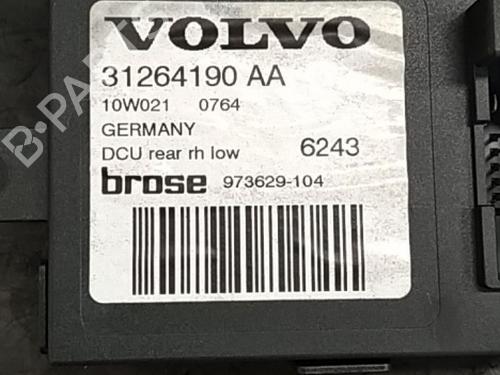 VOLVO
31264190 AA
10W021 0764
GERMANY
DCU rear rh low 6243
brose 973629-104
B-PARTS